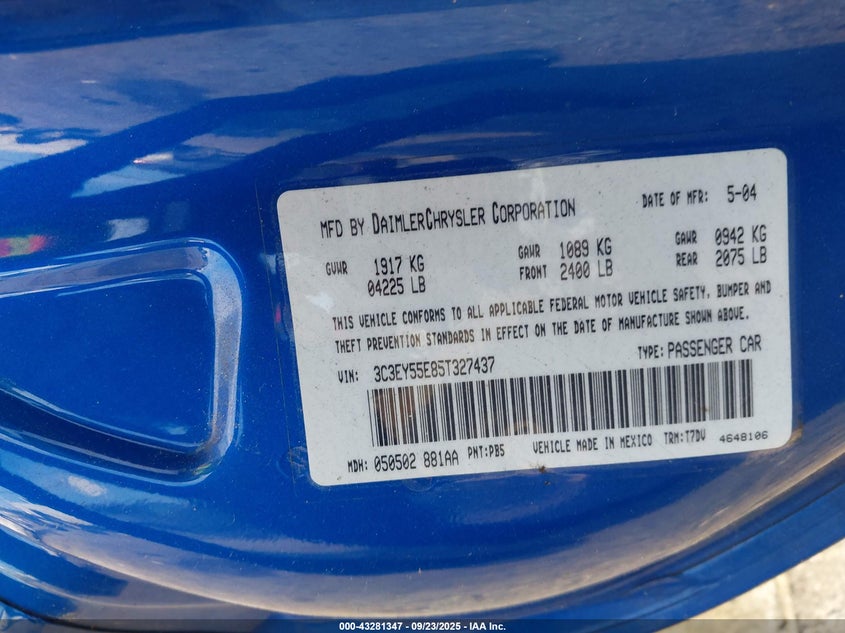 MFD BY DAIMLERCHRYSLER CORPORATION DATE OF MFR: 5-04
GVWR 1917 KG GAWR 1089 KG GAWR 0942 KG
04225 LB FRONT 2400 LB REAR 2075 LB
THIS VEHICLE CONFORMS TO ALL APPLICABLE FEDERAL MOTOR VEHICLE SAFETY, BUMPER AND
THEFT PREVENTION STANDARDS IN EFFECT ON THE DATE OF MANUFACTURE SHOWN ABOVE.
VIN: 3C3EY55E85T327437 TYPE: PASSENGER CAR
MDH: 050502 881AA PNT: PB5 VEHICLE MADE IN MEXICO TRM: T7DV 4648106
000-43281347 | 09/23/2025 | IAA Inc.